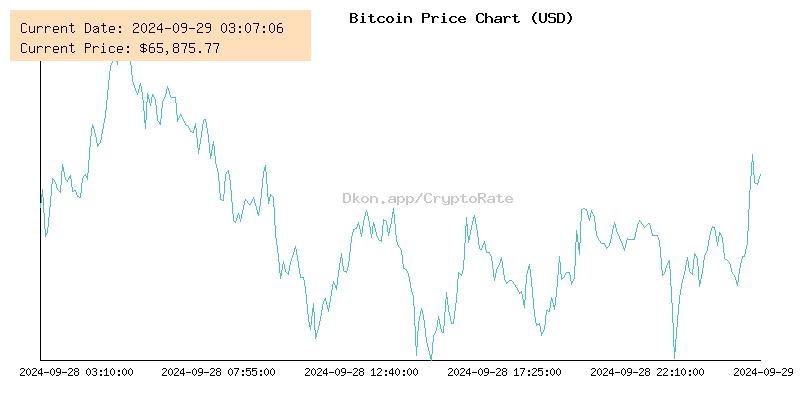 Bitcoin Price Chart (USD)
Current Date: 2024-09-29 03:07:06
Current Price: $65,875.77
Dkon.app/CryptoRate
2024-09-28 03:10:00 2024-09-28 07:55:00 2024-09-28 12:40:00 2024-09-28 17:25:00 2024-09-28 22:10:00 2024-09-29